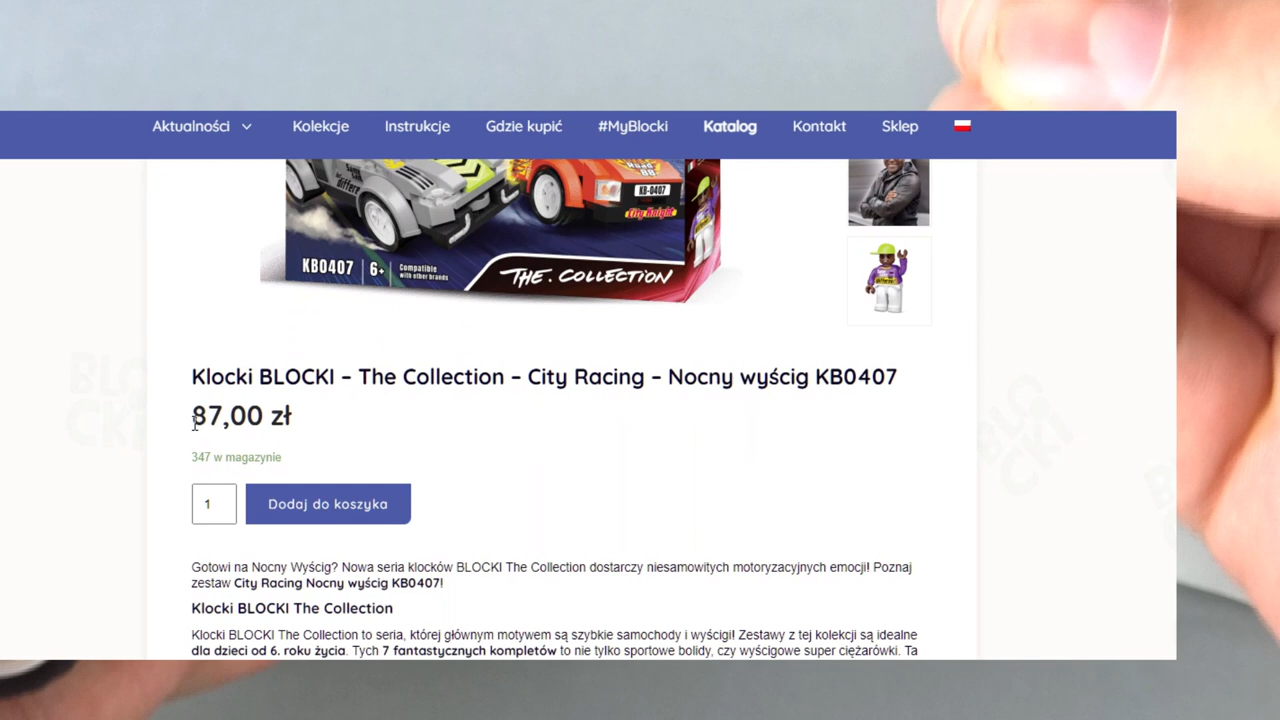 Aktualności Kolekcje Instrukcje Gdzie kupić #MyBlocki Katalog Kontakt Sklep
KB-0407
City Knight
KB0407 6+ Compatible with other brands THE. COLLECTION
Klocki BLOCKI – The Collection – City Racing – Nocny wyścig KB0407
87,00 zł
347 w magazynie
1 Dodaj do koszyka
Gotowi na Nocny Wyścig? Nowa seria klocków BLOCKI The Collection dostarczy niesamowitych motoryzacyjnych emocji! Poznaj
zestaw City Racing Nocny wyścig KB0407!
Klocki BLOCKI The Collection
Klocki BLOCKI The Collection to seria, której głównym motywem są szybkie samochody i wyścigi! Zestawy z tej kolekcji są idealne
dla dzieci od 6. roku życia. Tych 7 fantastycznych kompletów to nie tylko sportowe bolidy, czy wyścigowe super ciężarówki. Ta